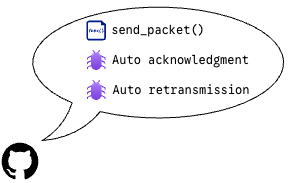 send_packet()
Auto acknowledgment
Auto retransmission